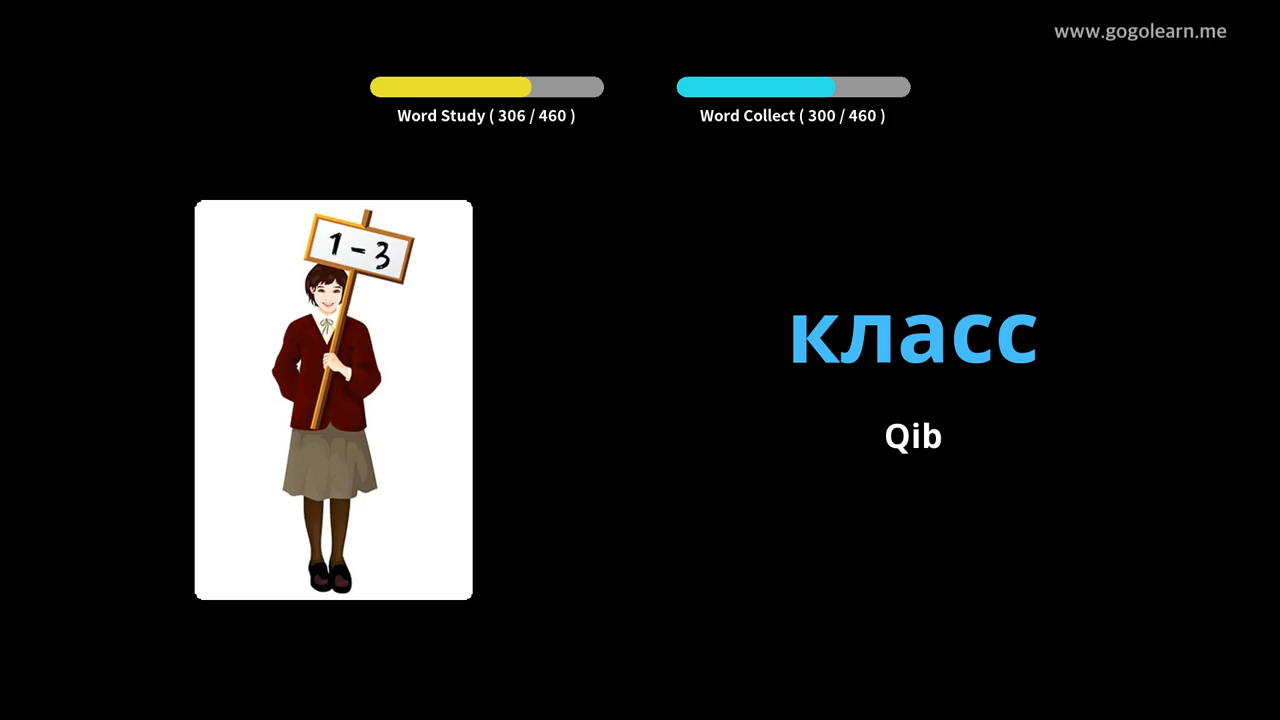 www.gogolearn.me
Word Study ( 306 / 460 )
Word Collect ( 300 / 460 )
1 - 3
класс
Qib